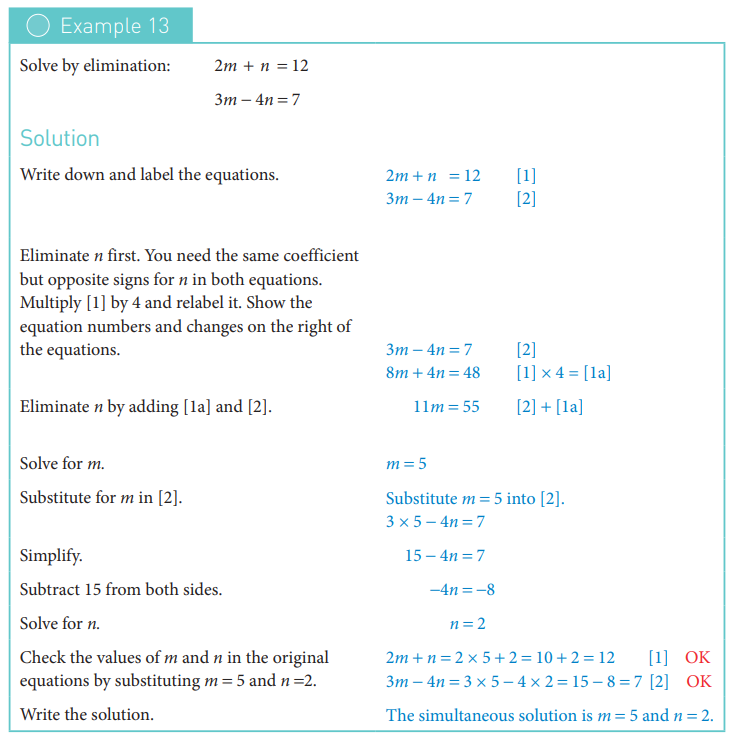 Example 13
Solve by elimination: 2m + n = 12
3m – 4n = 7
Solution
Write down and label the equations. 2m + n = 12 [1]
3m – 4n = 7 [2]
Eliminate n first. You need the same coefficient
but opposite signs for n in both equations.
Multiply [1] by 4 and relabel it. Show the
equation numbers and changes on the right of
the equations. 3m – 4n = 7 [2]
8m + 4n = 48 [1] × 4 = [1a]
Eliminate n by adding [1a] and [2]. 11m = 55 [2] + [1a]
Solve for m. m = 5
Substitute for m in [2]. Substitute m = 5 into [2].
3 × 5 – 4n = 7
Simplify. 15 – 4n = 7
Subtract 15 from both sides. –4n = –8
Solve for n. n = 2
Check the values of m and n in the original 2m + n = 2 × 5 + 2 = 10 + 2 = 12 [1] OK
equations by substituting m = 5 and n =2. 3m – 4n = 3 × 5 – 4 × 2 = 15 – 8 = 7 [2] OK
Write the solution. The simultaneous solution is m = 5 and n = 2.